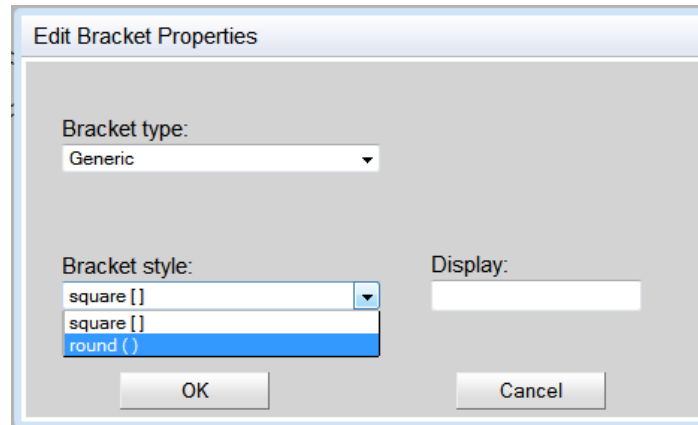 Edit Bracket Properties
Bracket type:
Generic
Bracket style:
Display:
square [ ]
square [ ]
round ( )
OK
Cancel